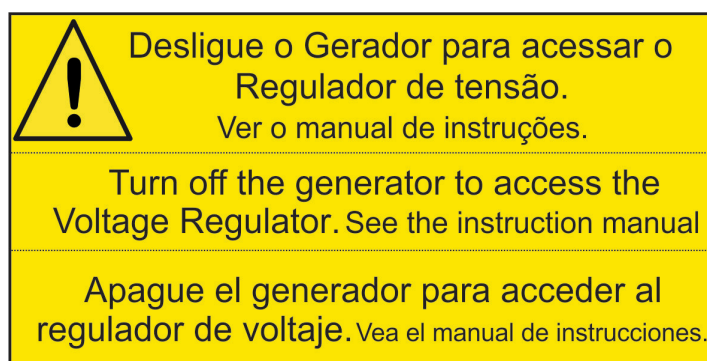 Desligue o Gerador para acessar o
Regulador de tensão.
Ver o manual de instruções.
Turn off the generator to access the
Voltage Regulator. See the instruction manual
Apague el generador para acceder al
regulador de voltaje. Vea el manual de instrucciones.